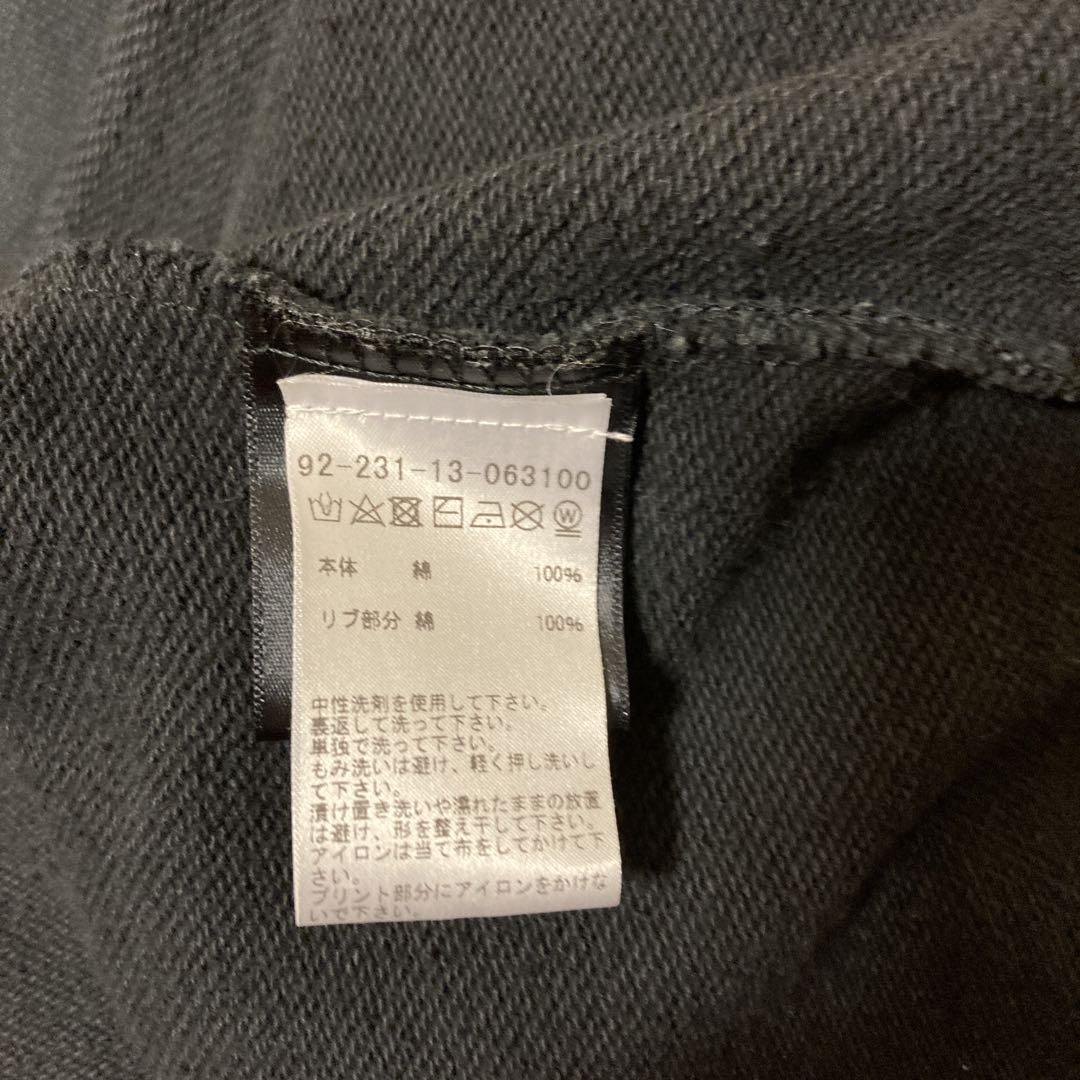 92-231-13-063100
W
本体 綿 100%
リブ部分 綿 100%
中性洗剤を使用して下さい。
裏返して洗って下さい。
単独で洗って下さい。
もみ洗いは避け、軽く押し洗いし
て下さい。
漬け置き洗いや濡れたままの放置
は避け、形を整え干して下さい。
アイロンは当て布をしてかけて下
さい。
プリント部分にアイロンをかけな
いで下さい。